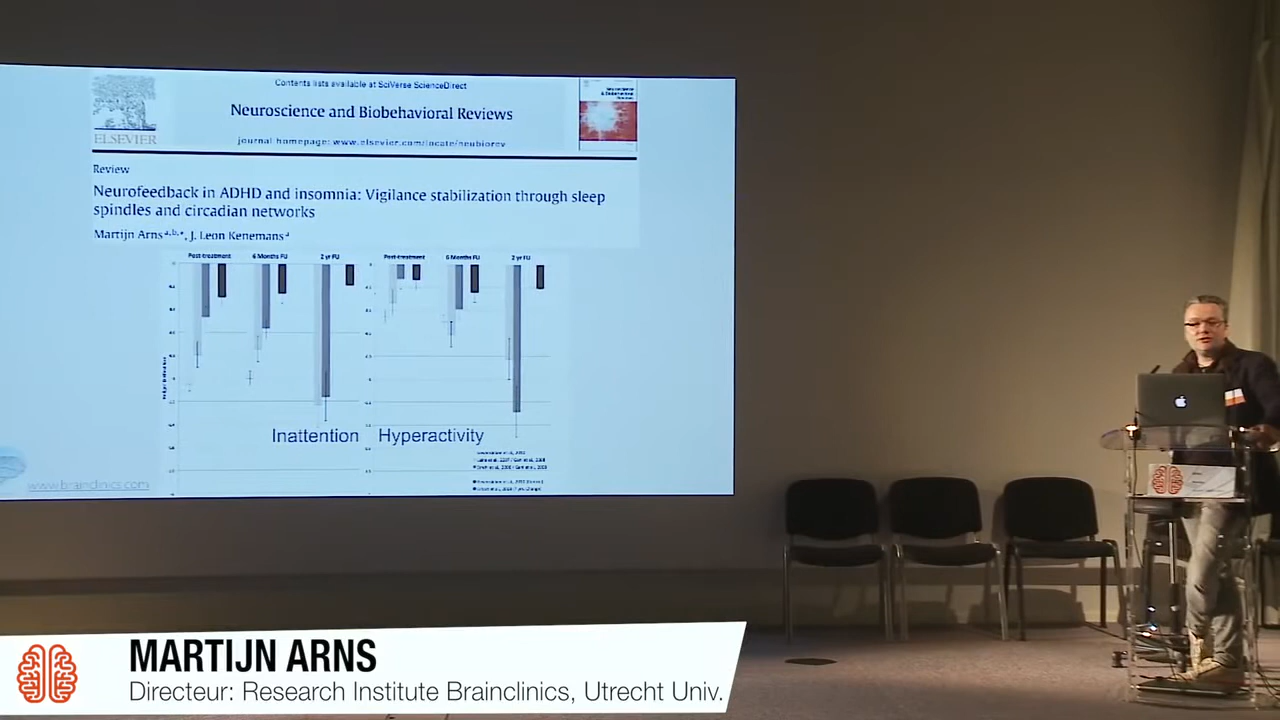 Contents lists available at SciVerse ScienceDirect
Neuroscience and Biobehavioral Reviews
journal homepage: www.elsevier.com/locate/neubiorev
ELSEVIER
Review
Neurofeedback in ADHD and insomnia: Vigilance stabilization through sleep
spindles and circadian networks
Martijn Arns a,b,*, J. Leon Kenemans a
Post-treatment 6 Months FU 2 yr FU
Post-treatment 6 Months FU 2 yr FU
Inattention
Hyperactivity
www.brainclinics.com
MARTIJN ARNS
Directeur: Research Institute Brainclinics, Utrecht Univ.